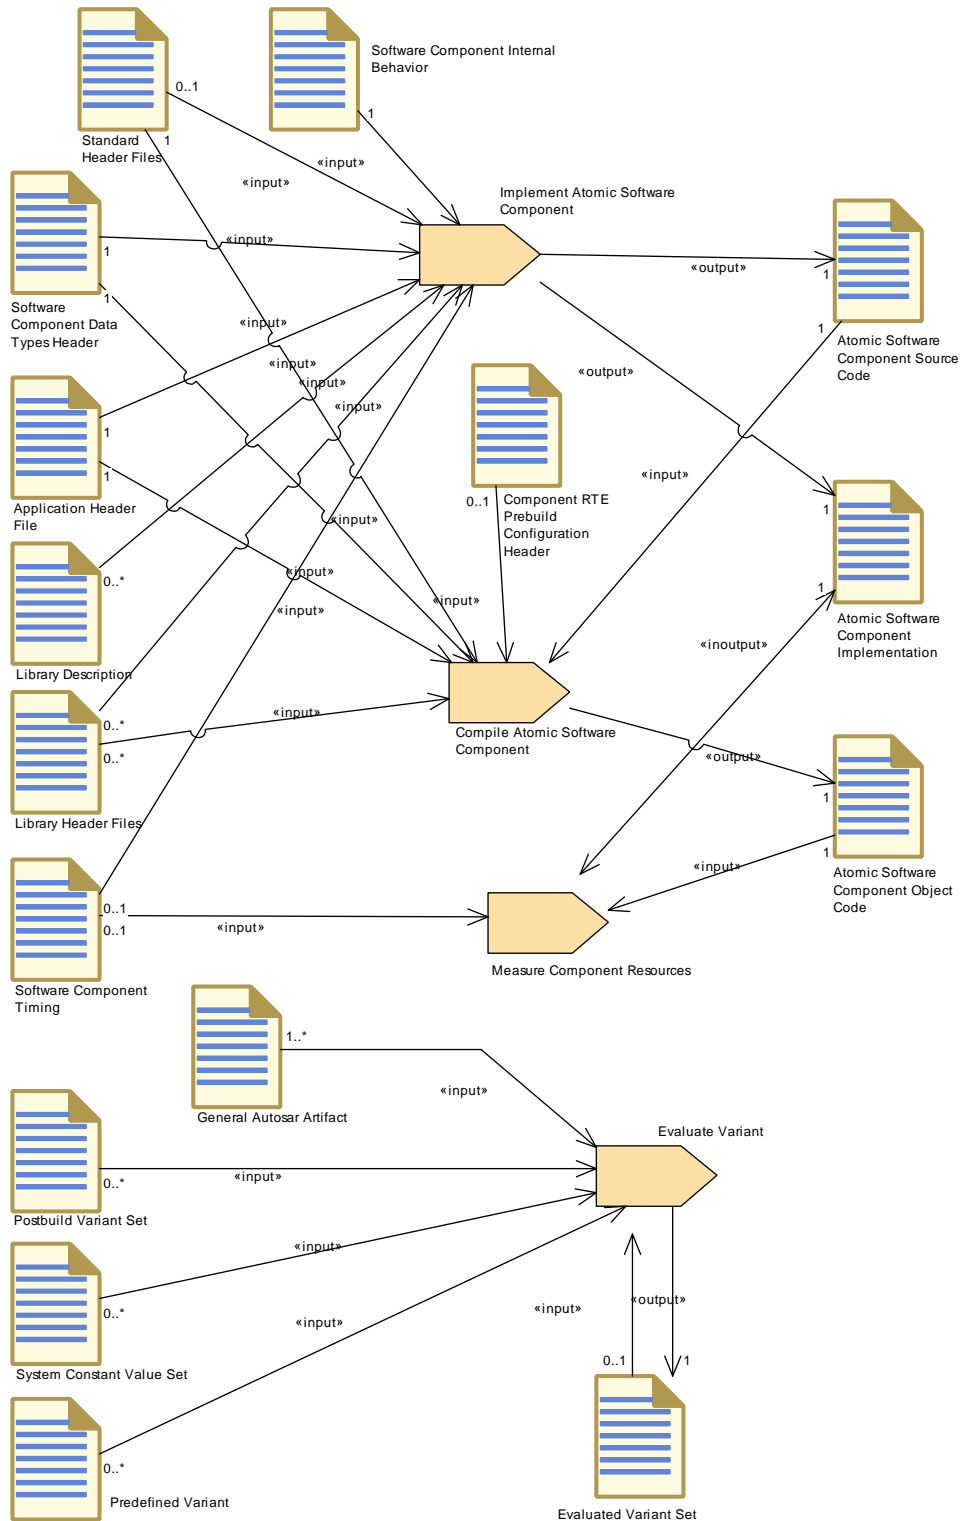 Software Component Internal
Behavior
0..1
1
Standard
Header Files
1
«input»
«input»
Implement Atomic Software
Component
«input»
1
«output»
1
1
Software
Component Data
Types Header
«input»
1
Atomic Software
Component Source
Code
«input»
«output»
«input»
«input»
1
1
«input»
Application Header
File
0..1
Component RTE
Prebuild
Configuration
Header
1
«input»
«input»
0..*
«input»
«input»
1
Atomic Software
Component
Implementation
«inoutput»
Library Description
0..*
«input»
0..*
Compile Atomic Software
Component
«output»
1
Library Header Files
1
«input»
Atomic Software
Component Object
Code
0..1
0..1
«input»
Measure Component Resources
Software Component
Timing
1..*
«input»
General Autosar Artifact
Evaluate Variant
0..*
«input»
Postbuild Variant Set
«input»
0..*
«input»
«output»
«input»
0..1
1
System Constant Value Set
0..*
Predefined Variant
Evaluated Variant Set